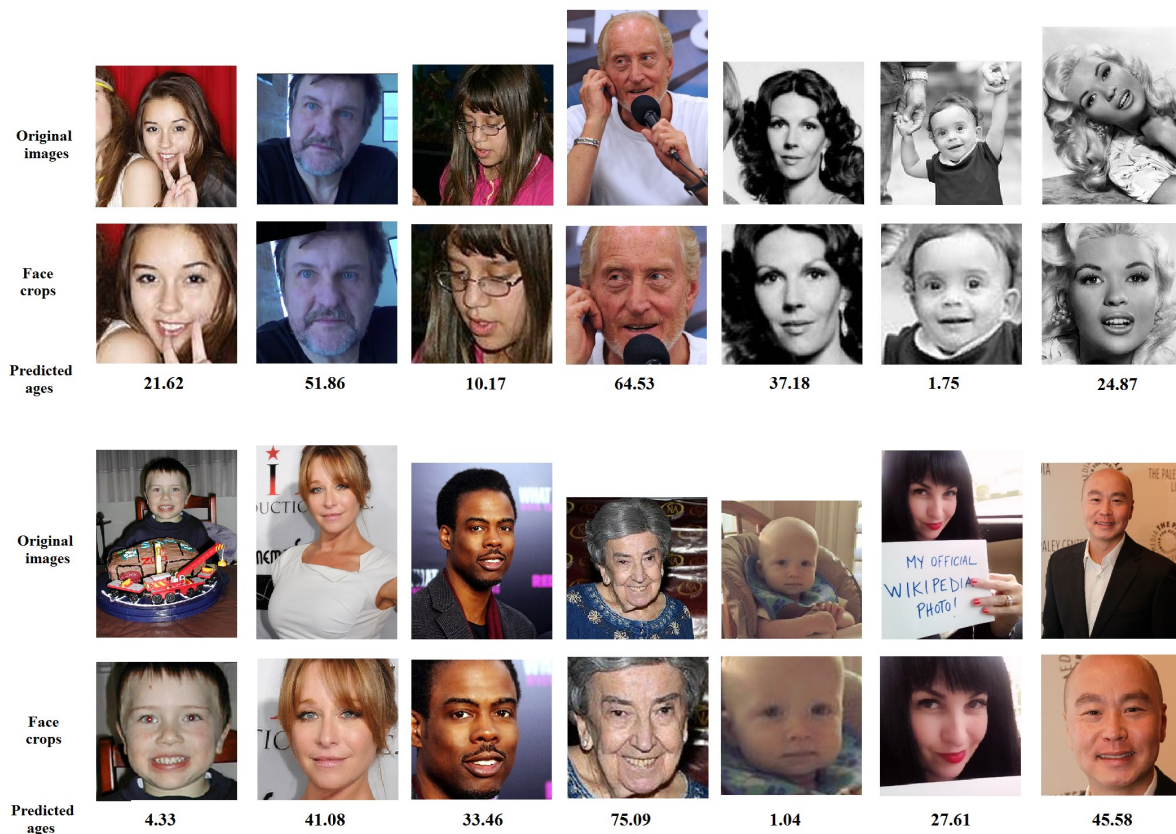 Original
images
Face
crops
Predicted
ages
21.62 51.86 10.17 64.53 37.18 1.75 24.87
Original
images
MY OFFICIAL
WIKIPEDIA
PHOTO!
Face
crops
Predicted
ages
4.33 41.08 33.46 75.09 1.04 27.61 45.58